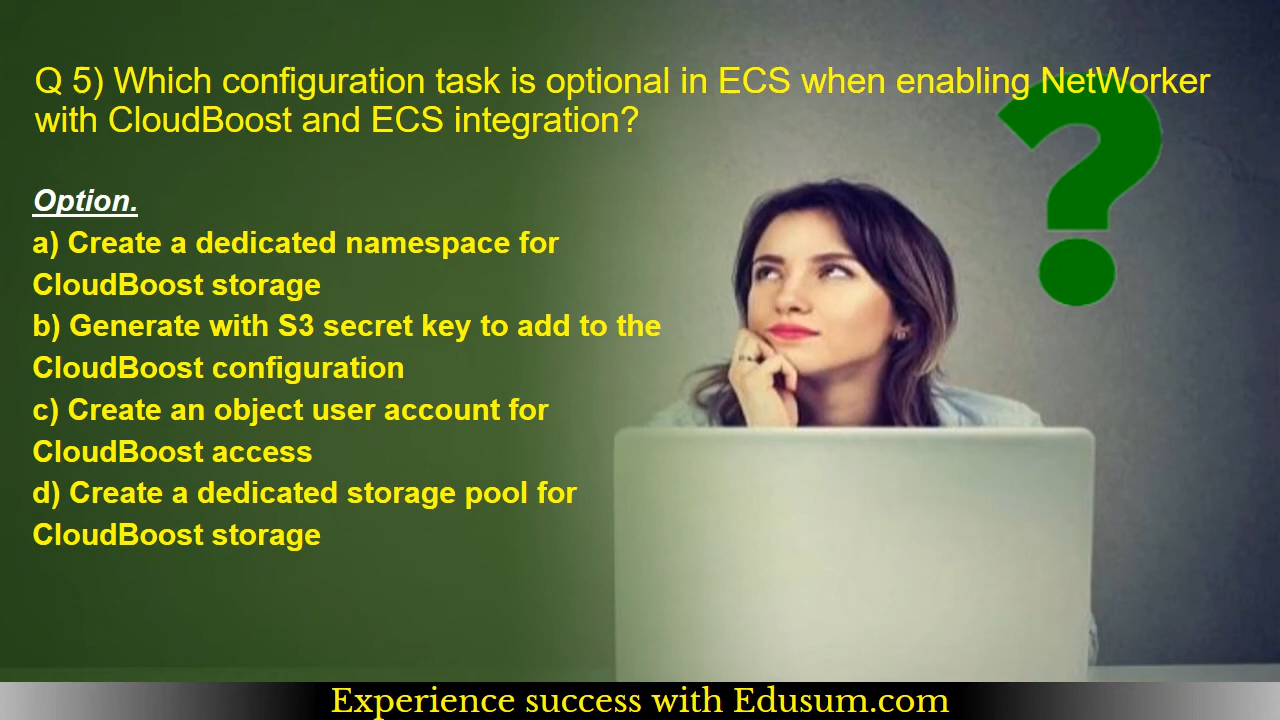 Q 5) Which configuration task is optional in ECS when enabling NetWorker
with CloudBoost and ECS integration?
Option.
a) Create a dedicated namespace for
CloudBoost storage
b) Generate with S3 secret key to add to the
CloudBoost configuration
c) Create an object user account for
CloudBoost access
d) Create a dedicated storage pool for
CloudBoost storage
Experience success with Edusum.com